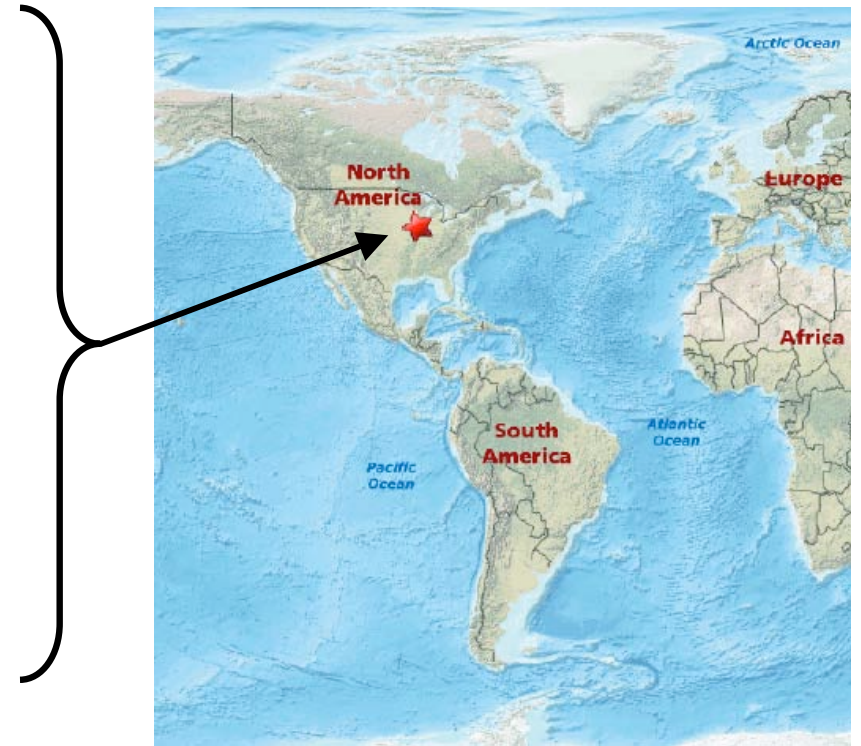 Arctic Ocean
North
America
Europe
Africa
South
America
Atlantic
Ocean
Pacific
Ocean